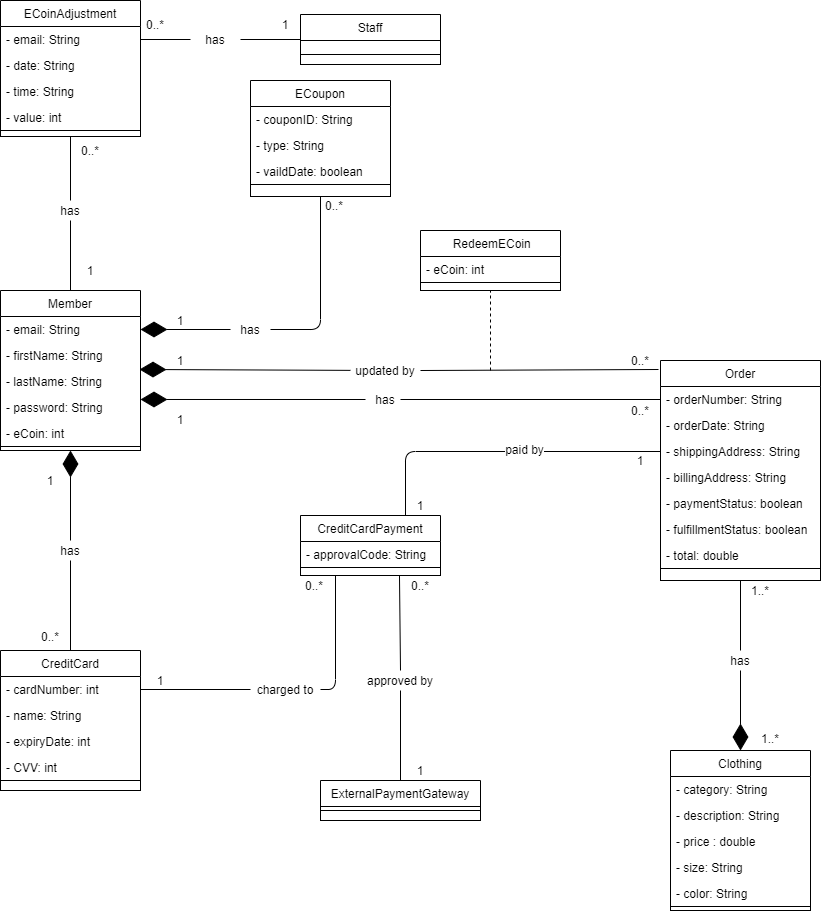 ECoinAdjustment
- email: String
- date: String
- time: String
- value: int
0..*
has
1
Staff
ECoupon
- couponID: String
- type: String
- vaildDate: boolean
0..*
0..*
has
1
RedeemECoin
- eCoin: int
Member
- email: String
- firstName: String
- lastName: String
- password: String
- eCoin: int
1
has
1
updated by
0..*
has
1
0..*
Order
- orderNumber: String
- orderDate: String
- shippingAddress: String
- billingAddress: String
- paymentStatus: boolean
- fulfillmentStatus: boolean
- total: double
paid by
1
1
1
has
0..*
CreditCardPayment
- approvalCode: String
0..*
0..*
CreditCard
- cardNumber: int
- name: String
- expiryDate: int
- CVV: int
1
charged to
approved by
1
ExternalPaymentGateway
1..*
has
1..*
Clothing
- category: String
- description: String
- price : double
- size: String
- color: String